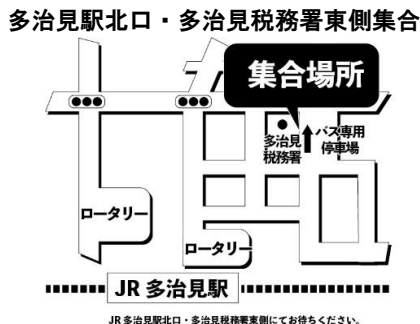 多治見駅北口・多治見税務署東側集合
集合場所
多治見
税務署
バス専用
停車場
ロータリー
ロータリー
JR 多治見駅
JR 多治見駅北口・多治見税務署東側にてお待ちください。